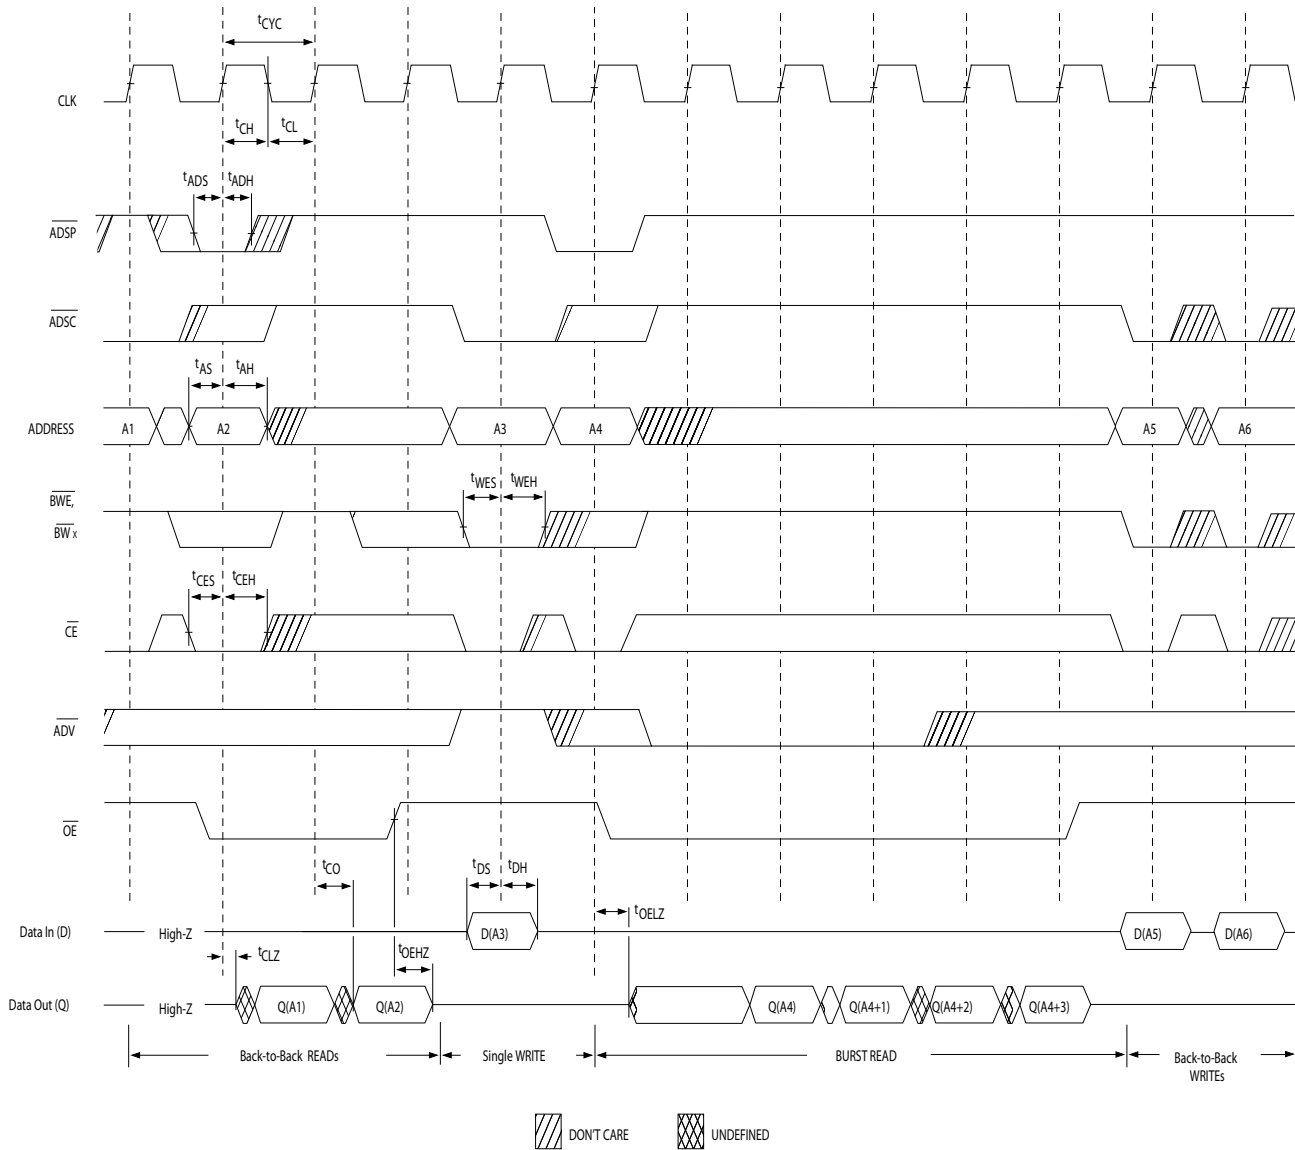 tCYC
CLK
tCH tCL
tADS tADH
ADSP
ADSC
tAS tAH
ADDRESS A1 A2 A3 A4 A5 A6
tWES tWEH
BWE,
BW x
tCES tCEH
CE
ADV
OE
tCO tDS tDH
tOELZ
Data In (D) High-Z D(A3) D(A5) D(A6)
tCLZ tOEHZ
Data Out (Q) High-Z Q(A1) Q(A2) Q(A4) Q(A4+1) Q(A4+2) Q(A4+3)
Back-to-Back READs Single WRITE BURST READ Back-to-Back
WRITEs
DON'T CARE UNDEFINED